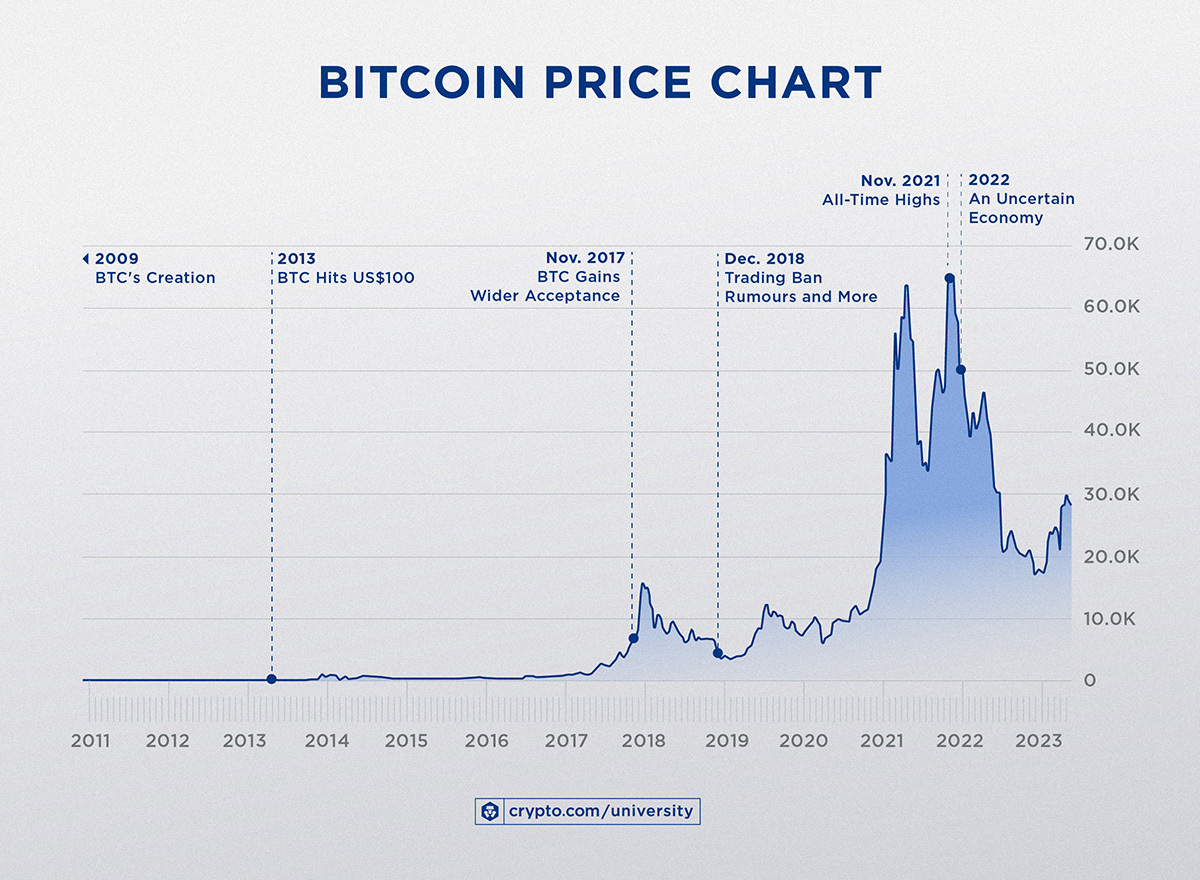 BITCOIN PRICE CHART
Nov. 2021
All-Time Highs
2022
An Uncertain
Economy
2009
BTC's Creation
2013
BTC Hits US$100
Nov. 2017
BTC Gains
Wider Acceptance
Dec. 2018
Trading Ban
Rumours and More
70.0K
60.0K
50.0K
40.0K
30.0K
20.0K
10.0K
0
2011 2012 2013 2014 2015 2016 2017 2018 2019 2020 2021 2022 2023
crypto.com/university